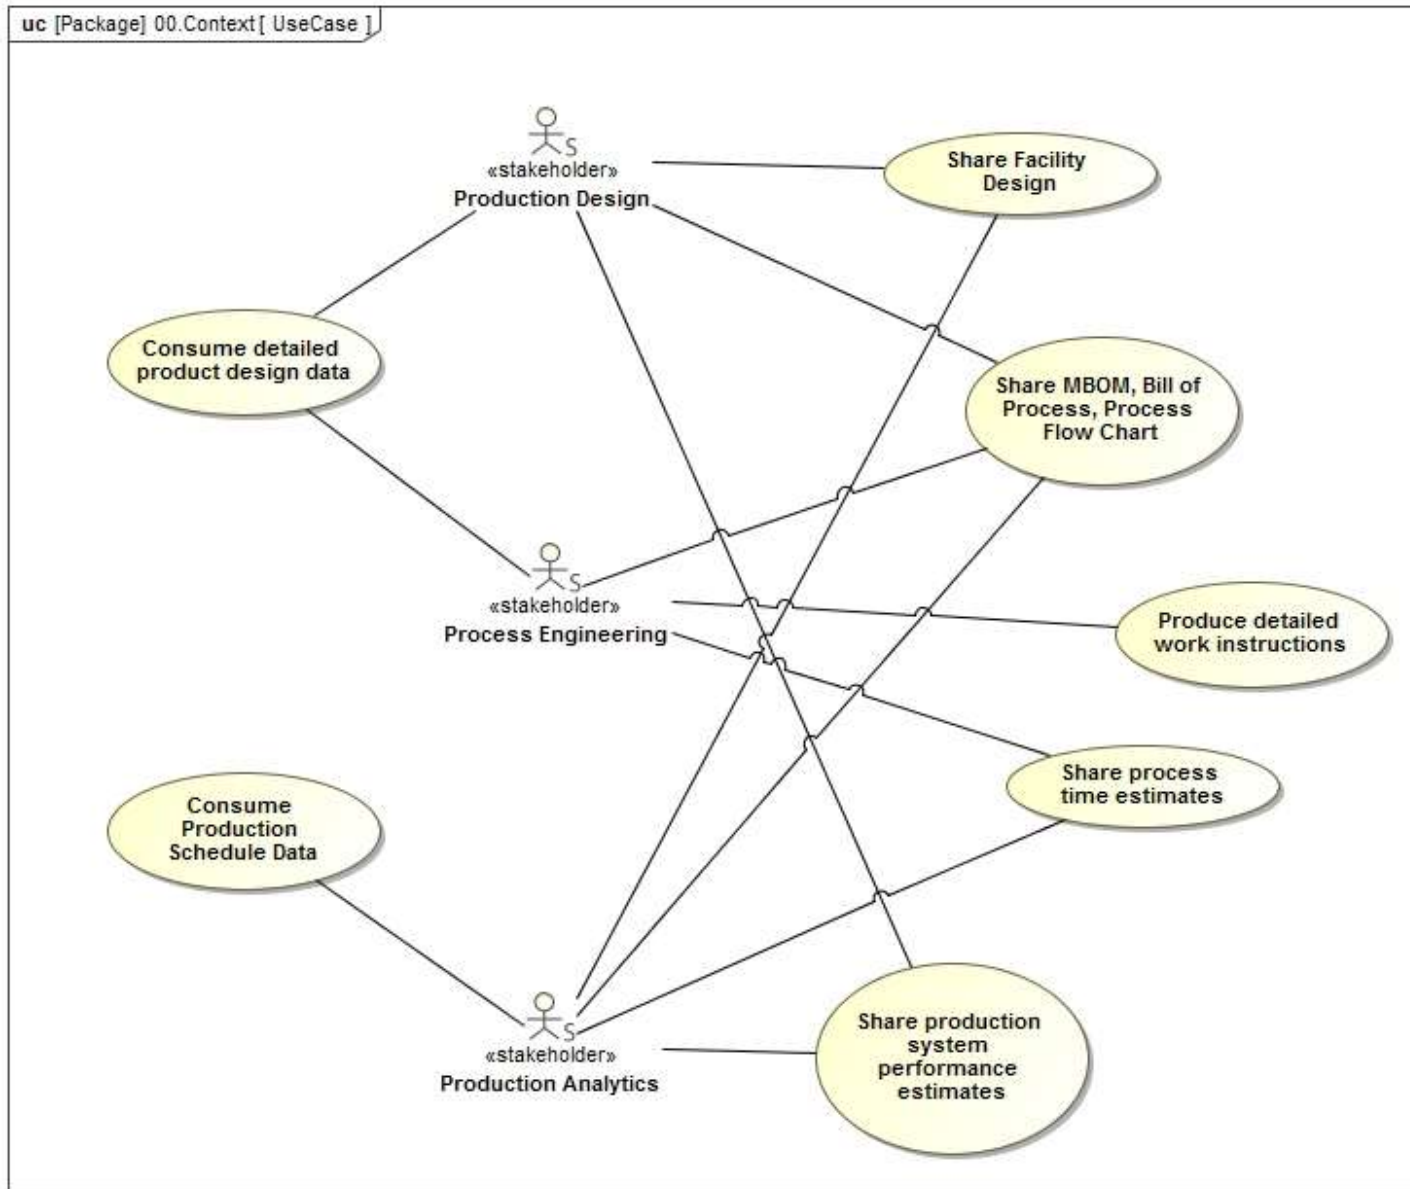 uc [Package] 00.Context [ UseCase ]
S
«stakeholder»
Production Design
Share Facility
Design
Consume detailed
product design data
Share MBOM, Bill of
Process, Process
Flow Chart
S
«stakeholder»
Process Engineering
Produce detailed
work instructions
Share process
time estimates
Consume
Production
Schedule Data
S
«stakeholder»
Production Analytics
Share production
system
performance
estimates